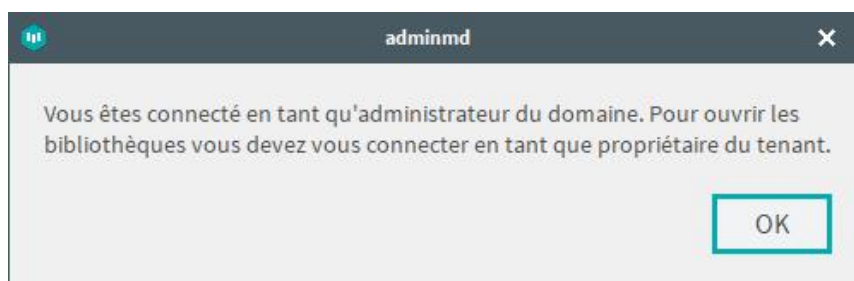 adminmd
Vous êtes connecté en tant qu'administrateur du domaine. Pour ouvrir les
bibliothèques vous devez vous connecter en tant que propriétaire du tenant.
OK